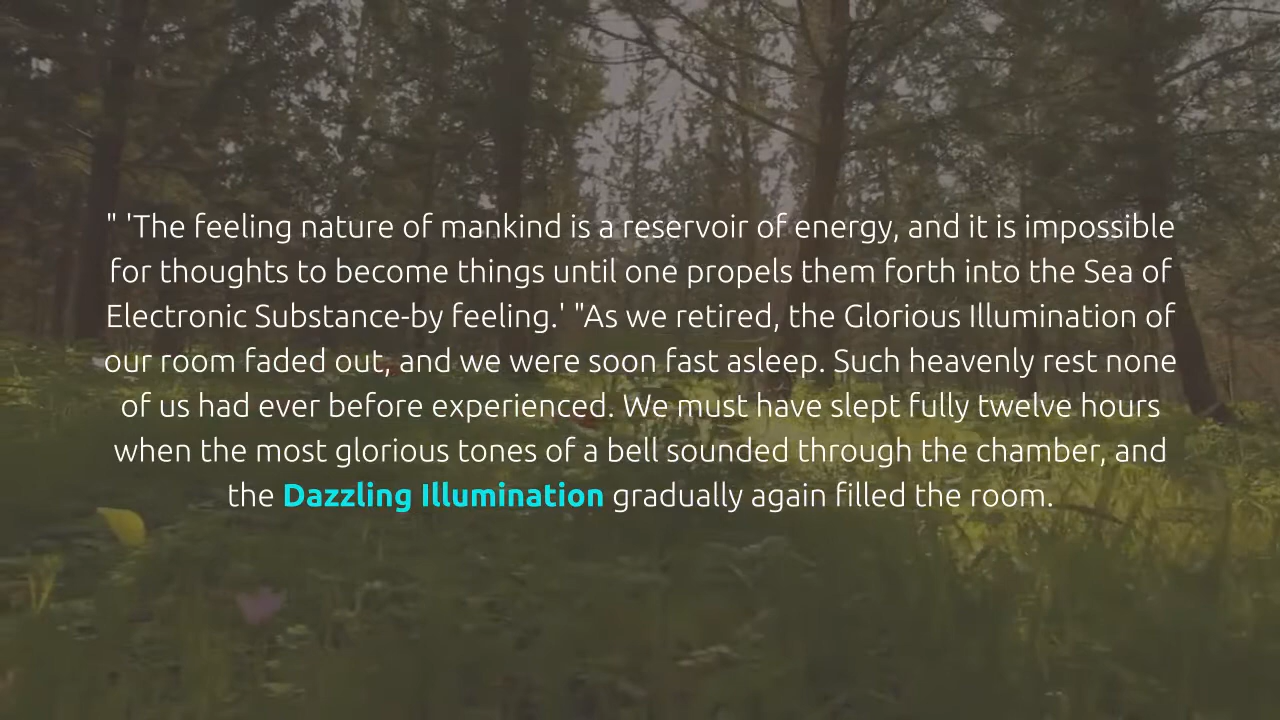 " 'The feeling nature of mankind is a reservoir of energy, and it is impossible
for thoughts to become things until one propels them forth into the Sea of
Electronic Substance-by feeling.' "As we retired, the Glorious Illumination of
our room faded out, and we were soon fast asleep. Such heavenly rest none
of us had ever before experienced. We must have slept fully twelve hours
when the most glorious tones of a bell sounded through the chamber, and
the Dazzling Illumination gradually again filled the room.